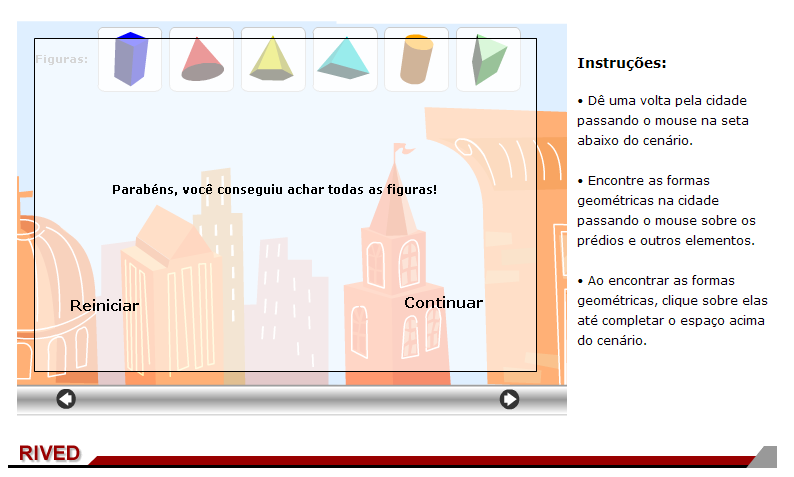 Figuras:
Parabéns, você conseguiu achar todas as figuras!
Reiniciar
Continuar
Instruções:
• Dê uma volta pela cidade
passando o mouse na seta
abaixo do cenário.
• Encontre as formas
geométricas na cidade
passando o mouse sobre os
prédios e outros elementos.
• Ao encontrar as formas
geométricas, clique sobre elas
até completar o espaço acima
do cenário.
RIVED